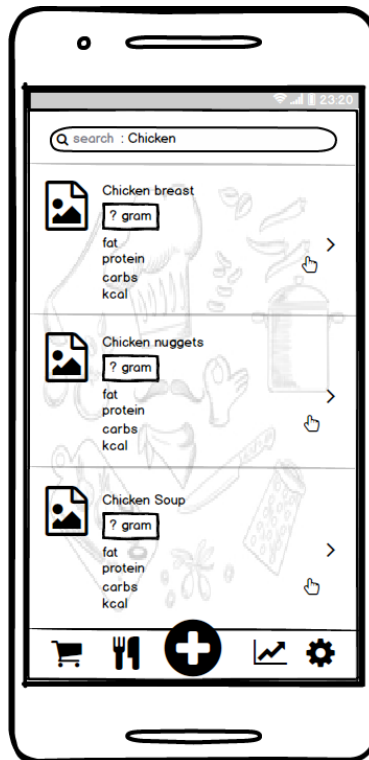 23:20
search : Chicken
Chicken breast
? gram
fat
protein
carbs
kcal
Chicken nuggets
? gram
fat
protein
carbs
kcal
Chicken Soup
? gram
fat
protein
carbs
kcal